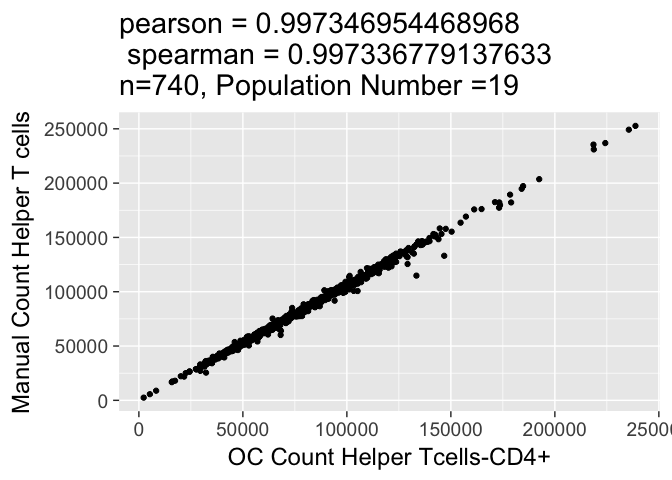 pearson = 0.997346954468968
spearman = 0.997336779137633
n=740, Population Number =19
Manual Count Helper T cells
250000
200000
150000
100000
50000
0
0 50000 100000 150000 200000 25000
OC Count Helper Tcells-CD4+